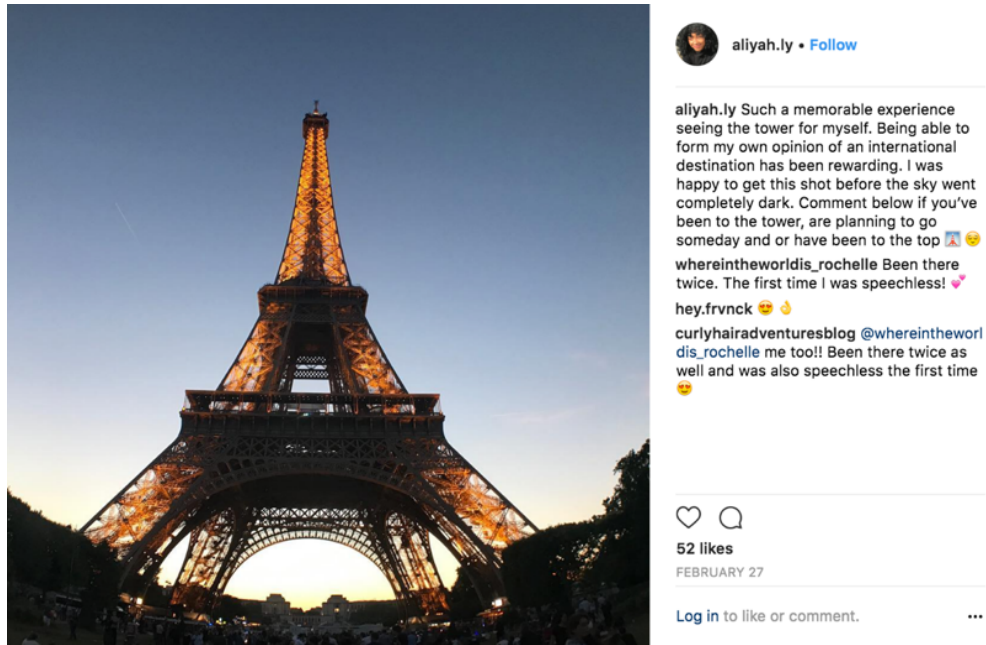 aliyah.ly • Follow
aliyah.ly Such a memorable experience
seeing the tower for myself. Being able to
form my own opinion of an international
destination has been rewarding. I was
happy to get this shot before the sky went
completely dark. Comment below if you’ve
been to the tower, are planning to go
someday and or have been to the top 🗼 😌
whereintheworldis_rochelle Been there
twice. The first time I was speechless! 💕
hey.frvnck 😍 👌
curlyhairadventuresblog @whereintheworl
dis_rochelle me too!! Been there twice as
well and was also speechless the first time
😍
52 likes
FEBRUARY 27
Log in to like or comment.